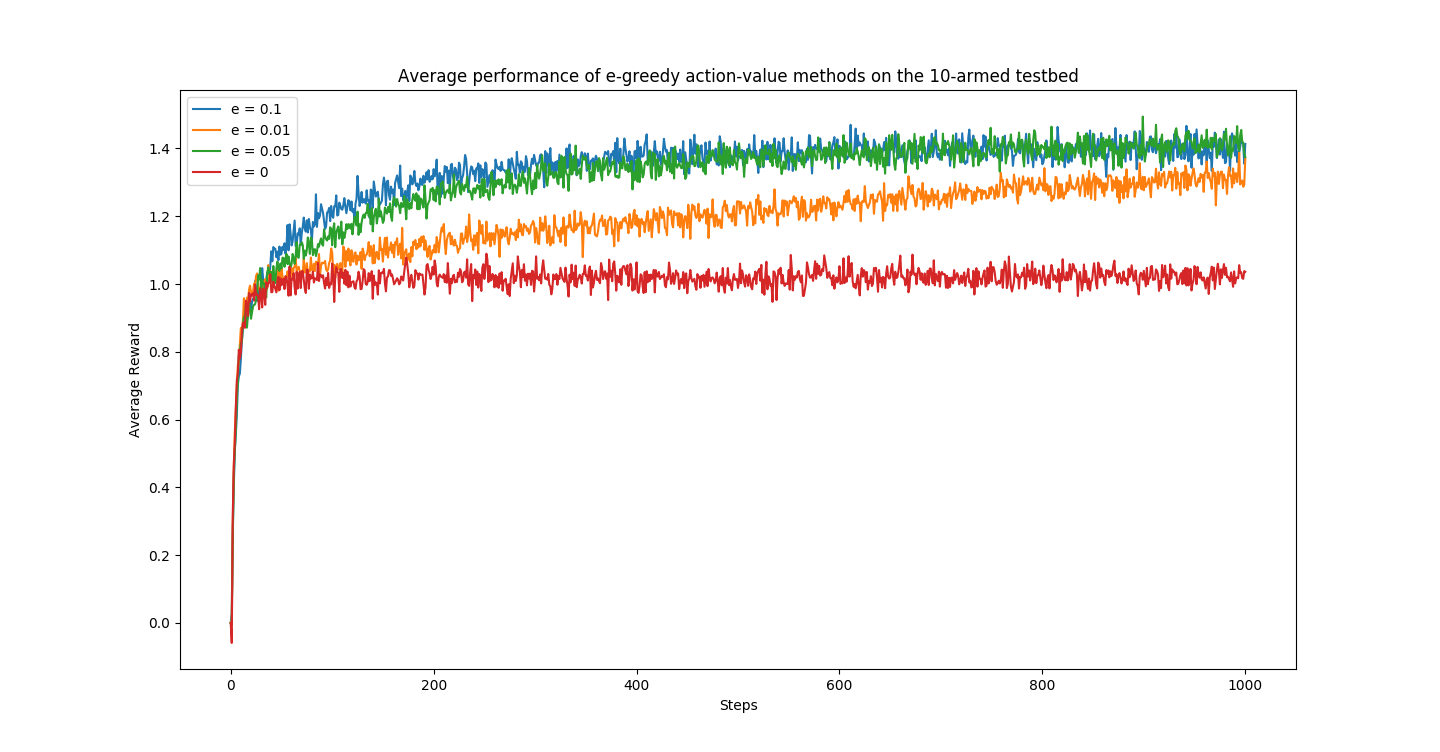 Average performance of e-greedy action-value methods on the 10-armed testbed
e = 0.1
e = 0.01
e = 0.05
e = 0
1.4
1.2
1.0
0.8
0.6
0.4
0.2
0.0
Average Reward
0 200 400 600 800 1000
Steps